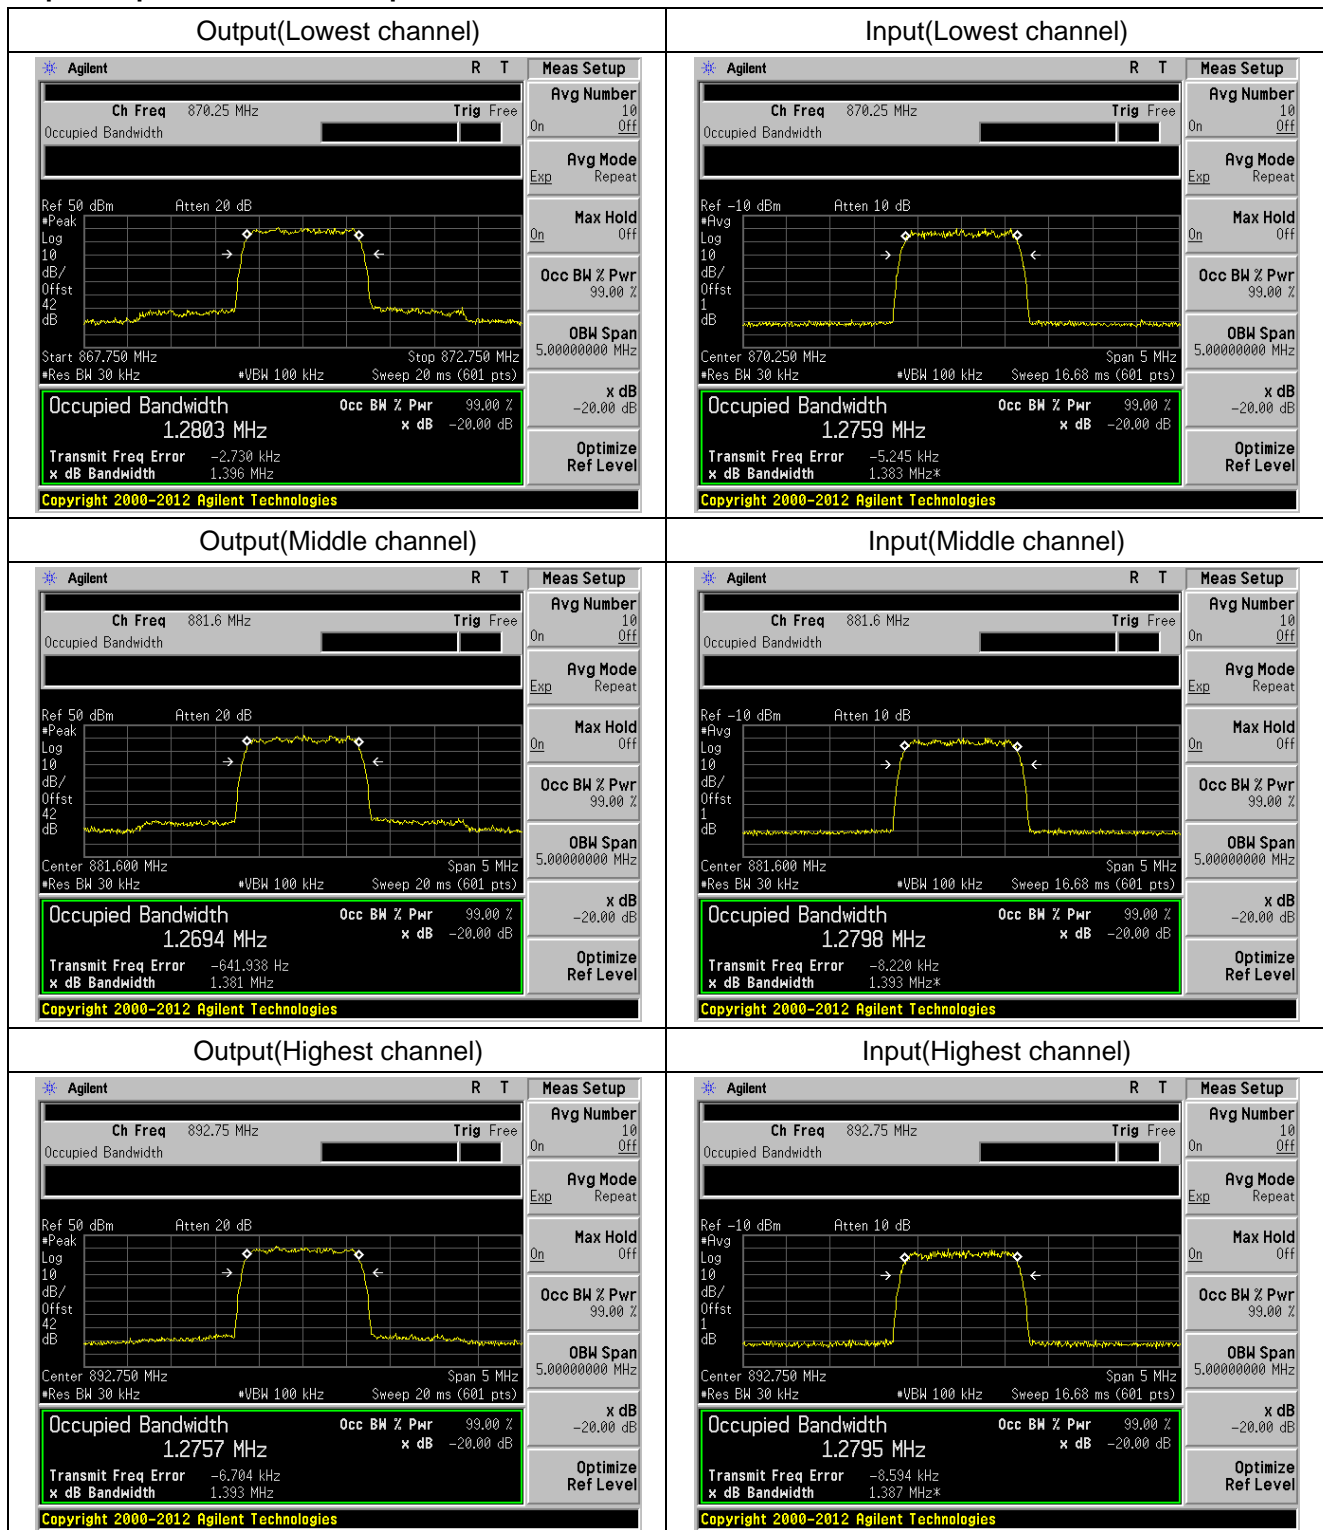 Output(Lowest channel)
Agilent R T Meas Setup
Ch Freq 870.25 MHz Trig Free
Occupied Bandwidth
Avg Number
10
On Off
Avg Mode
Exp Repeat
Max Hold
On Off
Occ BW % Pwr
99.00 %
OBW Span
5.00000000 MHz
x dB
-20.00 dB
Optimize
Ref Level
Ref 50 dBm Atten 20 dB
#Peak
Log
10
dB/
Offst
42
dB
Start 867.750 MHz Stop 872.750 MHz
#Res BW 30 kHz #VBW 100 kHz Sweep 20 ms (601 pts)
Occupied Bandwidth Occ BW % Pwr 99.00 %
1.2803 MHz x dB -20.00 dB
Transmit Freq Error -2.730 kHz
x dB Bandwidth 1.396 MHz
Copyright 2000-2012 Agilent Technologies
Input(Lowest channel)
Agilent R T Meas Setup
Ch Freq 870.25 MHz Trig Free
Occupied Bandwidth
Avg Number
10
On Off
Avg Mode
Exp Repeat
Max Hold
On Off
Occ BW % Pwr
99.00 %
OBW Span
5.00000000 MHz
x dB
-20.00 dB
Optimize
Ref Level
Ref -10 dBm Atten 10 dB
#Avg
Log
10
dB/
Offst
1
dB
Center 870.250 MHz Span 5 MHz
#Res BW 30 kHz #VBW 100 kHz Sweep 16.68 ms (601 pts)
Occupied Bandwidth Occ BW % Pwr 99.00 %
1.2759 MHz x dB -20.00 dB
Transmit Freq Error -5.245 kHz
x dB Bandwidth 1.383 MHz*
Copyright 2000-2012 Agilent Technologies
Output(Middle channel)
Agilent R T Meas Setup
Ch Freq 881.6 MHz Trig Free
Occupied Bandwidth
Avg Number
10
On Off
Avg Mode
Exp Repeat
Max Hold
On Off
Occ BW % Pwr
99.00 %
OBW Span
5.00000000 MHz
x dB
-20.00 dB
Optimize
Ref Level
Ref 50 dBm Atten 20 dB
#Peak
Log
10
dB/
Offst
42
dB
Center 881.600 MHz Span 5 MHz
#Res BW 30 kHz #VBW 100 kHz Sweep 20 ms (601 pts)
Occupied Bandwidth Occ BW % Pwr 99.00 %
1.2694 MHz x dB -20.00 dB
Transmit Freq Error -641.938 Hz
x dB Bandwidth 1.381 MHz
Copyright 2000-2012 Agilent Technologies
Input(Middle channel)
Agilent R T Meas Setup
Ch Freq 881.6 MHz Trig Free
Occupied Bandwidth
Avg Number
10
On Off
Avg Mode
Exp Repeat
Max Hold
On Off
Occ BW % Pwr
99.00 %
OBW Span
5.00000000 MHz
x dB
-20.00 dB
Optimize
Ref Level
Ref -10 dBm Atten 10 dB
#Avg
Log
10
dB/
Offst
1
dB
Center 881.600 MHz Span 5 MHz
#Res BW 30 kHz #VBW 100 kHz Sweep 16.68 ms (601 pts)
Occupied Bandwidth Occ BW % Pwr 99.00 %
1.2798 MHz x dB -20.00 dB
Transmit Freq Error -8.220 kHz
x dB Bandwidth 1.393 MHz*
Copyright 2000-2012 Agilent Technologies
Output(Highest channel)
Agilent R T Meas Setup
Ch Freq 892.75 MHz Trig Free
Occupied Bandwidth
Avg Number
10
On Off
Avg Mode
Exp Repeat
Max Hold
On Off
Occ BW % Pwr
99.00 %
OBW Span
5.00000000 MHz
x dB
-20.00 dB
Optimize
Ref Level
Ref 50 dBm Atten 20 dB
#Peak
Log
10
dB/
Offst
42
dB
Center 892.750 MHz Span 5 MHz
#Res BW 30 kHz #VBW 100 kHz Sweep 20 ms (601 pts)
Occupied Bandwidth Occ BW % Pwr 99.00 %
1.2757 MHz x dB -20.00 dB
Transmit Freq Error -6.704 kHz
x dB Bandwidth 1.393 MHz
Copyright 2000-2012 Agilent Technologies
Input(Highest channel)
Agilent R T Meas Setup
Ch Freq 892.75 MHz Trig Free
Occupied Bandwidth
Avg Number
10
On Off
Avg Mode
Exp Repeat
Max Hold
On Off
Occ BW % Pwr
99.00 %
OBW Span
5.00000000 MHz
x dB
-20.00 dB
Optimize
Ref Level
Ref -10 dBm Atten 10 dB
#Avg
Log
10
dB/
Offst
1
dB
Center 892.750 MHz Span 5 MHz
#Res BW 30 kHz #VBW 100 kHz Sweep 16.68 ms (601 pts)
Occupied Bandwidth Occ BW % Pwr 99.00 %
1.2795 MHz x dB -20.00 dB
Transmit Freq Error -8.594 kHz
x dB Bandwidth 1.387 MHz*
Copyright 2000-2012 Agilent Technologies